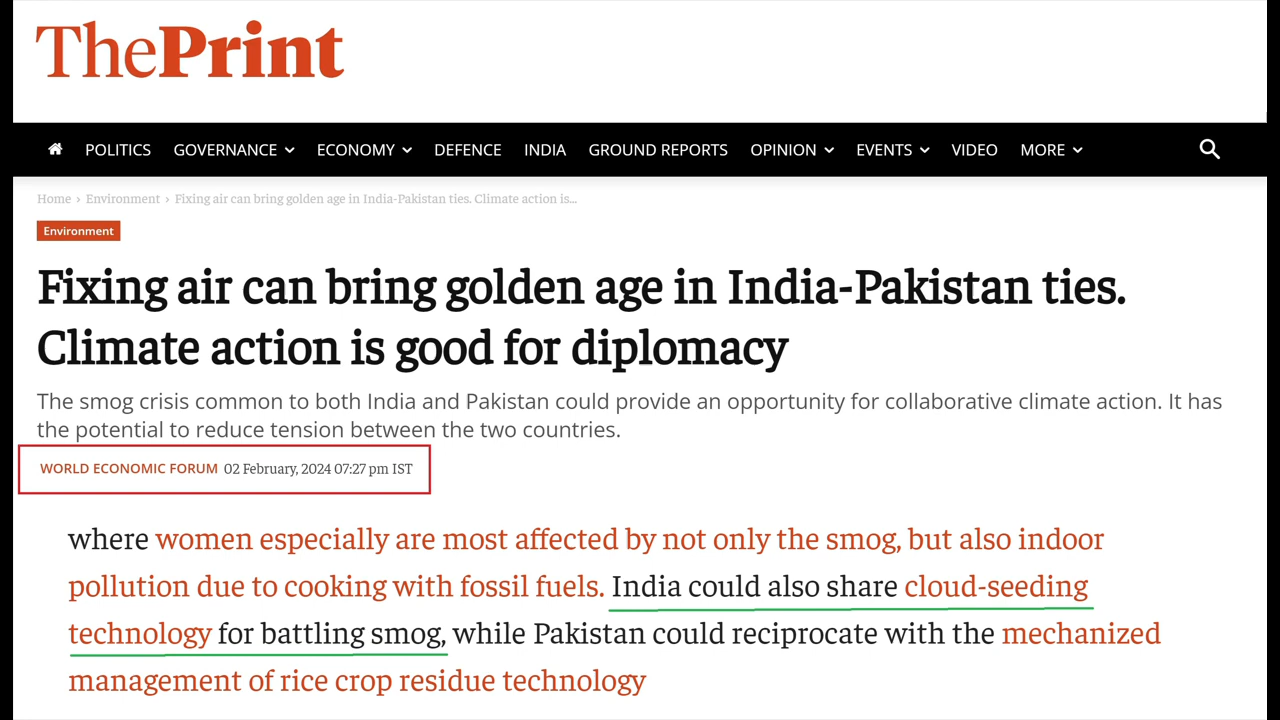 ThePrint
POLITICS GOVERNANCE ECONOMY DEFENCE INDIA GROUND REPORTS OPINION EVENTS VIDEO MORE
Home › Environment › Fixing air can bring golden age in India-Pakistan ties. Climate action is...
Environment
Fixing air can bring golden age in India-Pakistan ties.
Climate action is good for diplomacy
The smog crisis common to both India and Pakistan could provide an opportunity for collaborative climate action. It has
the potential to reduce tension between the two countries.
WORLD ECONOMIC FORUM 02 February, 2024 07:27 pm IST
where women especially are most affected by not only the smog, but also indoor
pollution due to cooking with fossil fuels. India could also share cloud-seeding
technology for battling smog, while Pakistan could reciprocate with the mechanized
management of rice crop residue technology